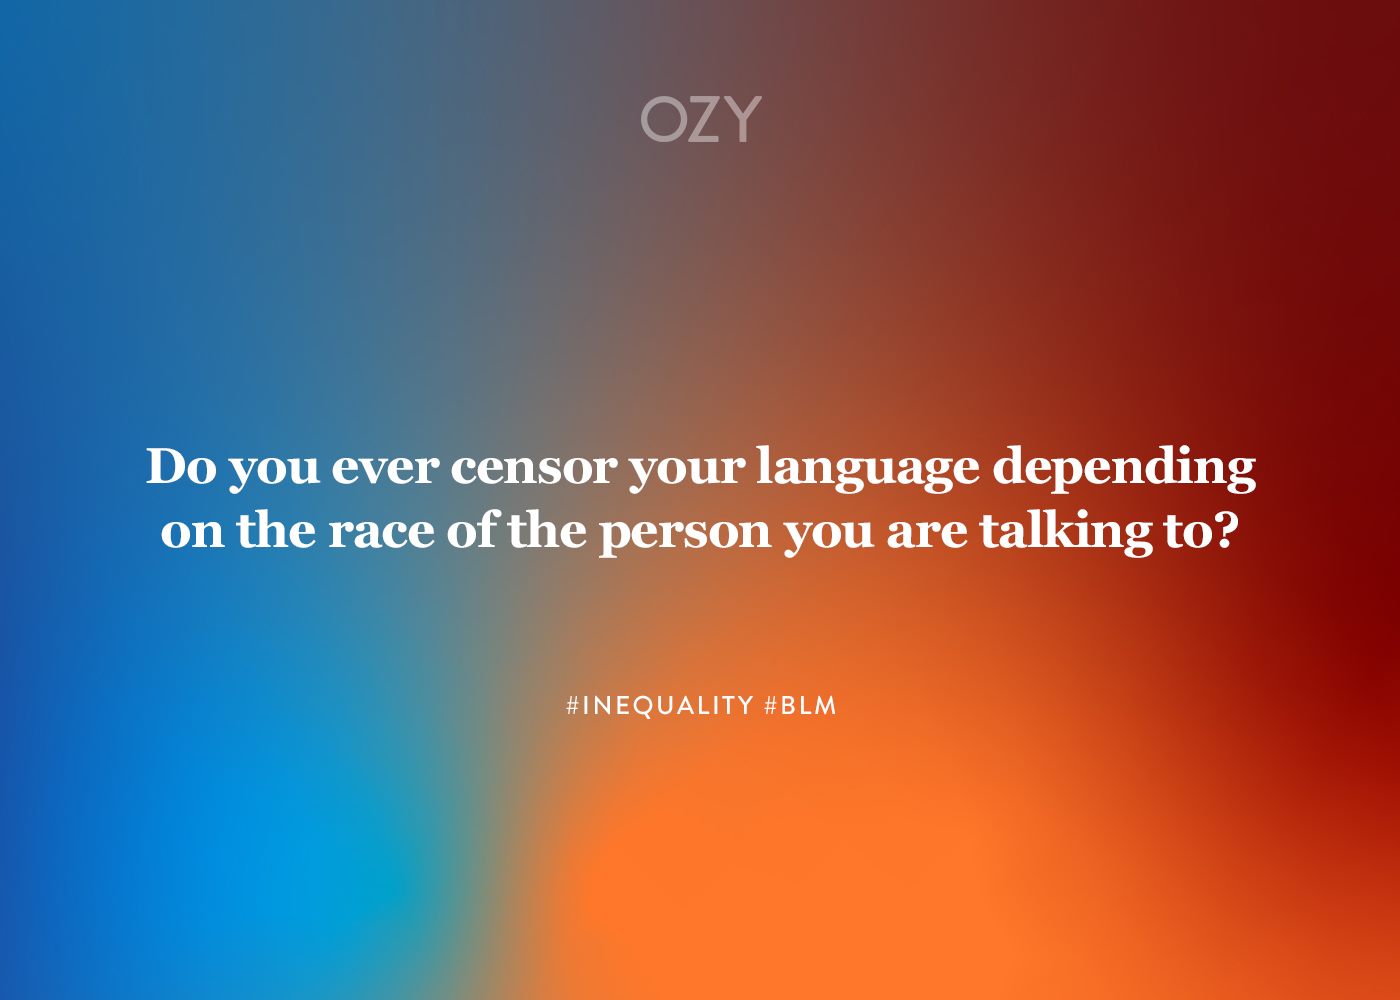 OZY
Do you ever censor your language depending
on the race of the person you are talking to?
#INEQUALITY #BLM